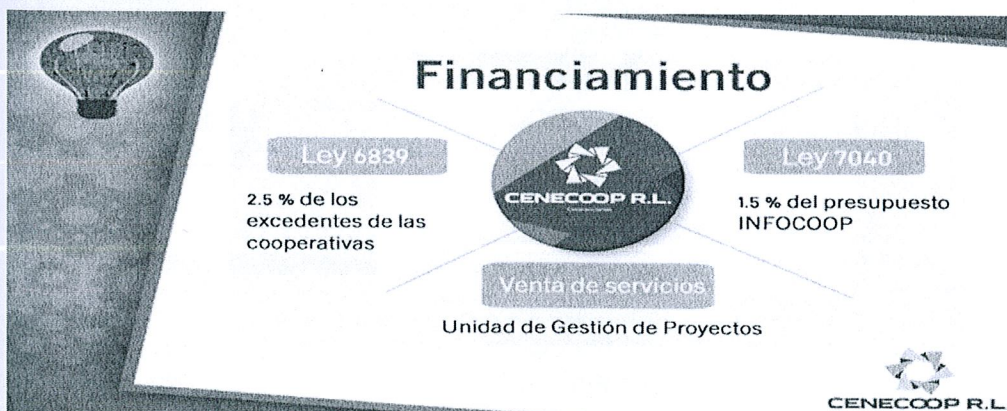 Financiamiento
Ley 6839
2.5 % de los
excedentes de las
cooperativas
CENECOOP R.L.
Ley 7040
1.5 % del presupuesto
INFOCOOP
Venta de servicios
Unidad de Gestión de Proyectos
CENECOOP R.L